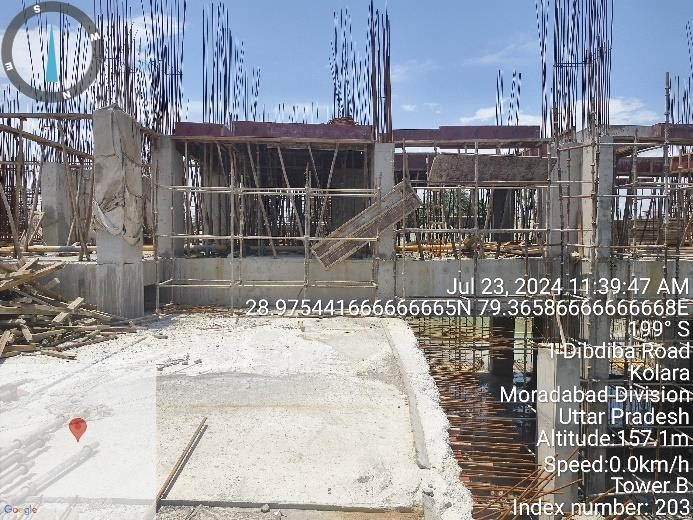 S
W
E
N
Jul 23, 2024 11:39:47 AM
28.975441666666665N 79.36586666666668E
199° S
1 Dibdiba Road
Kolara
Moradabad Division
Uttar Pradesh
Altitude:157.1m
Speed:0.0km/h
Tower B
Index number: 203
Google